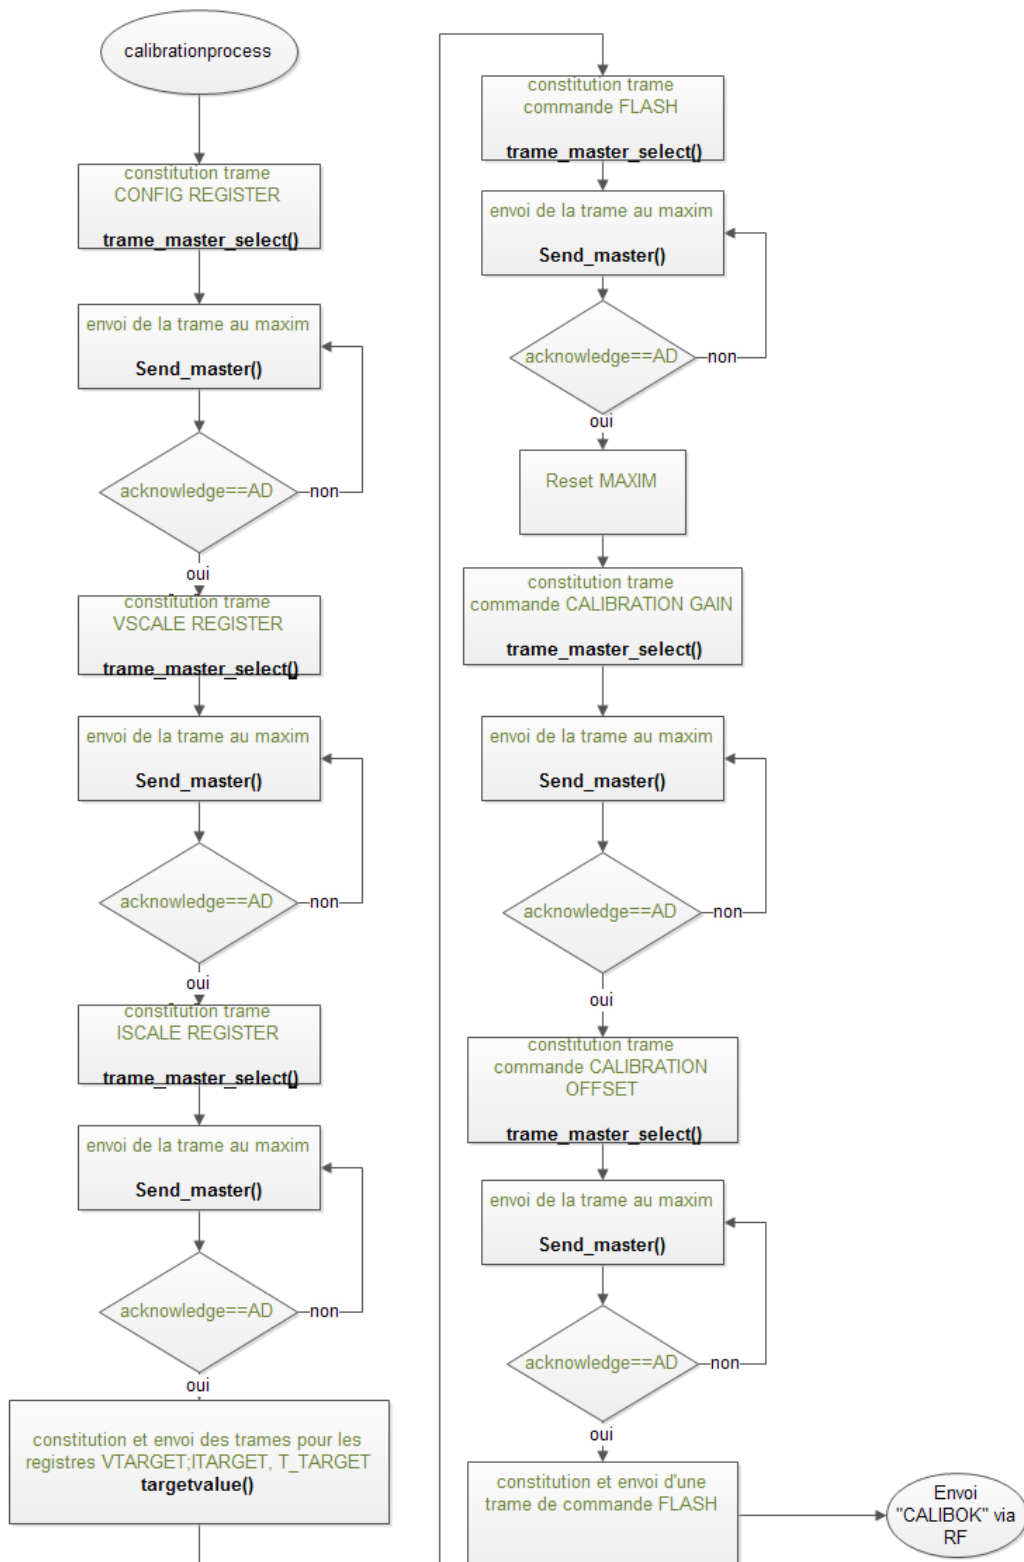 calibrationprocess
constitution trame
CONFIG REGISTER
trame_master_select()
envoi de la trame au maxim
Send_master()
acknowledge==AD
non
oui
constitution trame
VSCALE REGISTER
trame_master_select()
envoi de la trame au maxim
Send_master()
acknowledge==AD
non
oui
constitution trame
ISCALE REGISTER
trame_master_select()
envoi de la trame au maxim
Send_master()
acknowledge==AD
non
oui
constitution et envoi des trames pour les
registres VTARGET;ITARGET, T_TARGET
targetvalue()
constitution trame
commande FLASH
trame_master_select()
envoi de la trame au maxim
Send_master()
acknowledge==AD
non
oui
Reset MAXIM
constitution trame
commande CALIBRATION GAIN
trame_master_select()
envoi de la trame au maxim
Send_master()
acknowledge==AD
non
oui
constitution trame
commande CALIBRATION
OFFSET
trame_master_select()
envoi de la trame au maxim
Send_master()
acknowledge==AD
non
oui
constitution et envoi d'une
trame de commande FLASH
Envoi
"CALIBOK" via
RF